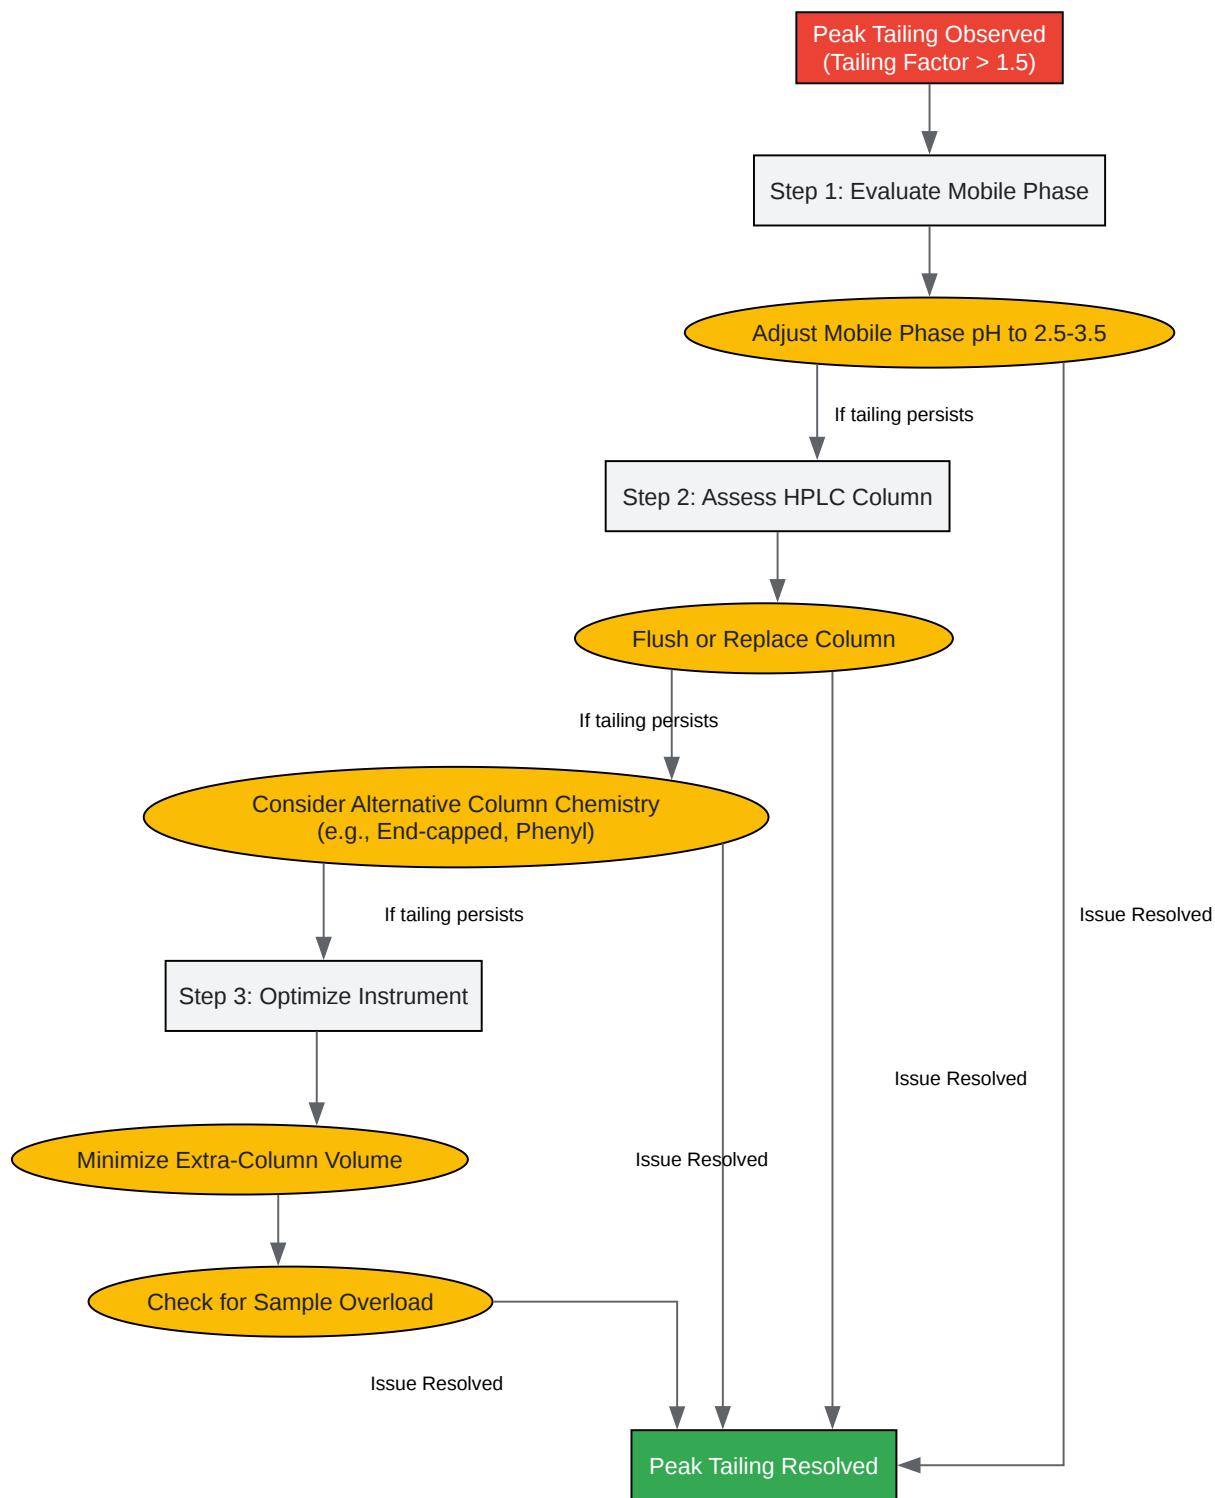 Peak Tailing Observed
(Tailing Factor > 1.5)
Step 1: Evaluate Mobile Phase
Adjust Mobile Phase pH to 2.5-3.5
If tailing persists
Step 2: Assess HPLC Column
Flush or Replace Column
If tailing persists
Consider Alternative Column Chemistry
(e.g., End-capped, Phenyl)
If tailing persists
Issue Resolved
Step 3: Optimize Instrument
Issue Resolved
Minimize Extra-Column Volume
Issue Resolved
Check for Sample Overload
Issue Resolved
Peak Tailing Resolved